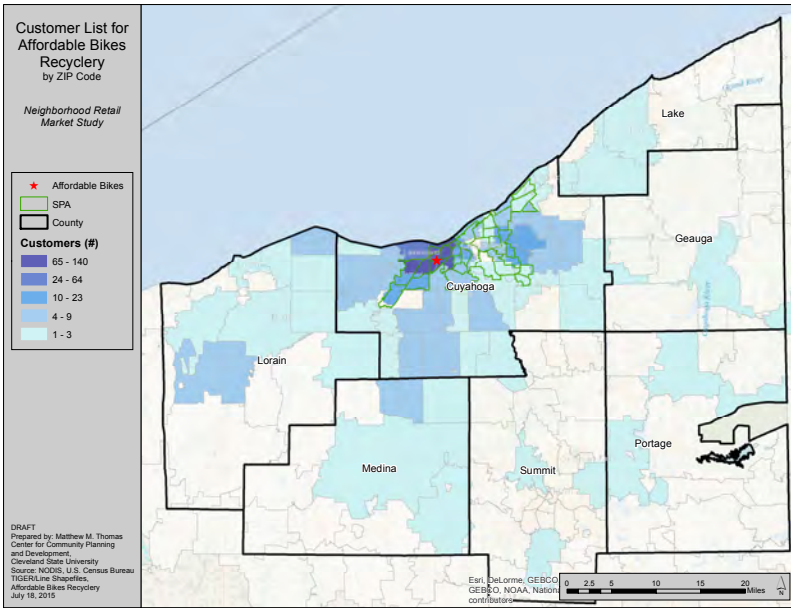 Customer List for
Affordable Bikes
Recyclery
by ZIP Code
Neighborhood Retail
Market Study
Affordable Bikes
SPA
County
Customers (#)
65 - 140
24 - 64
10 - 23
4 - 9
1 - 3
DRAFT
Prepared by: Matthew M. Thomas
Center for Community Planning
and Development,
Cleveland State University
Source: NODIS, U.S. Census Bureau
TIGER/Line Shapefiles,
Affordable Bikes Recyclery
July 18, 2015
Lake
Geauga
Cuyahoga
Lorain
Portage
Medina
Summit
Esri, DeLorme, GEBCO
GEBCO, NOAA, Nationa
contributors
0 2.5 5 10 15 20
Miles
N